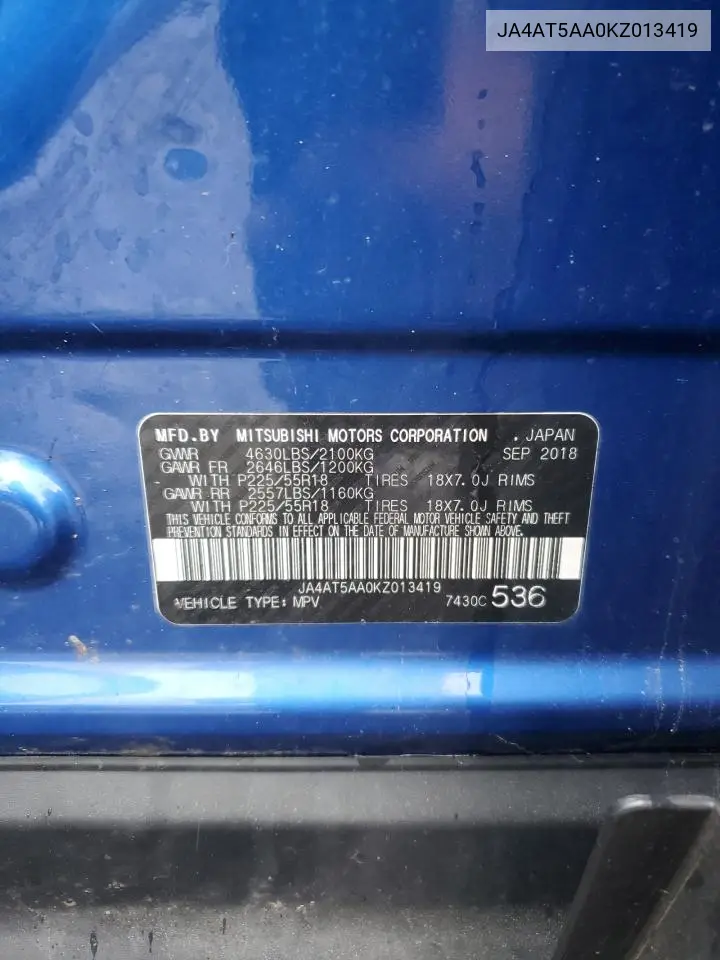 JA4AT5AA0KZ013419
MFD.BY MITSUBISHI MOTORS CORPORATION . JAPAN
GVWR 4630LBS/2100KG SEP 2018
GAWR FR 2646LBS/1200KG
WITH P225/55R18 TIRES 18X7.0J RIMS
GAWR RR 2557LBS/1160KG
WITH P225/55R18 TIRES 18X7.0J RIMS
THIS VEHICLE CONFORMS TO ALL APPLICABLE FEDERAL MOTOR VEHICLE SAFETY AND THEFT
PREVENTION STANDARDS IN EFFECT ON THE DATE OF MANUFACTURE SHOWN ABOVE.
JA4AT5AA0KZ013419
VEHICLE TYPE: MPV 7430C 536